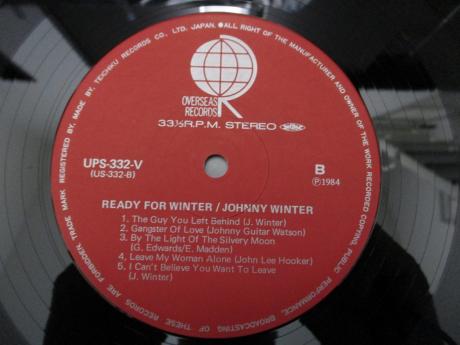 TRADE MARK REGISTERED BY, MADE BY, TEICHIKU RECORDS CO., LTD. JAPAN. ●ALL RIGHT OF THE MANUFACTURER AND OWNER OF THE WORK RECORDED COPYING, PUBLIC PERFORMANCE, BROADCASTING OF THESE RECORDS ARE FORBIDDEN.
OVERSEAS
RECORDS
33⅓R.P.M. STEREO
UPS-332-V
(US-332-B)
B
Ⓟ1984
READY FOR WINTER / JOHNNY WINTER
1. The Guy You Left Behind (J. Winter)
2. Gangster Of Love (Johnny Guitar Watson)
3. By The Light Of The Silvery Moon
(G. Edwards/E. Madden)
4. Leave My Woman Alone (John Lee Hooker)
5. I Can't Believe You Want To Leave
(J. Winter)